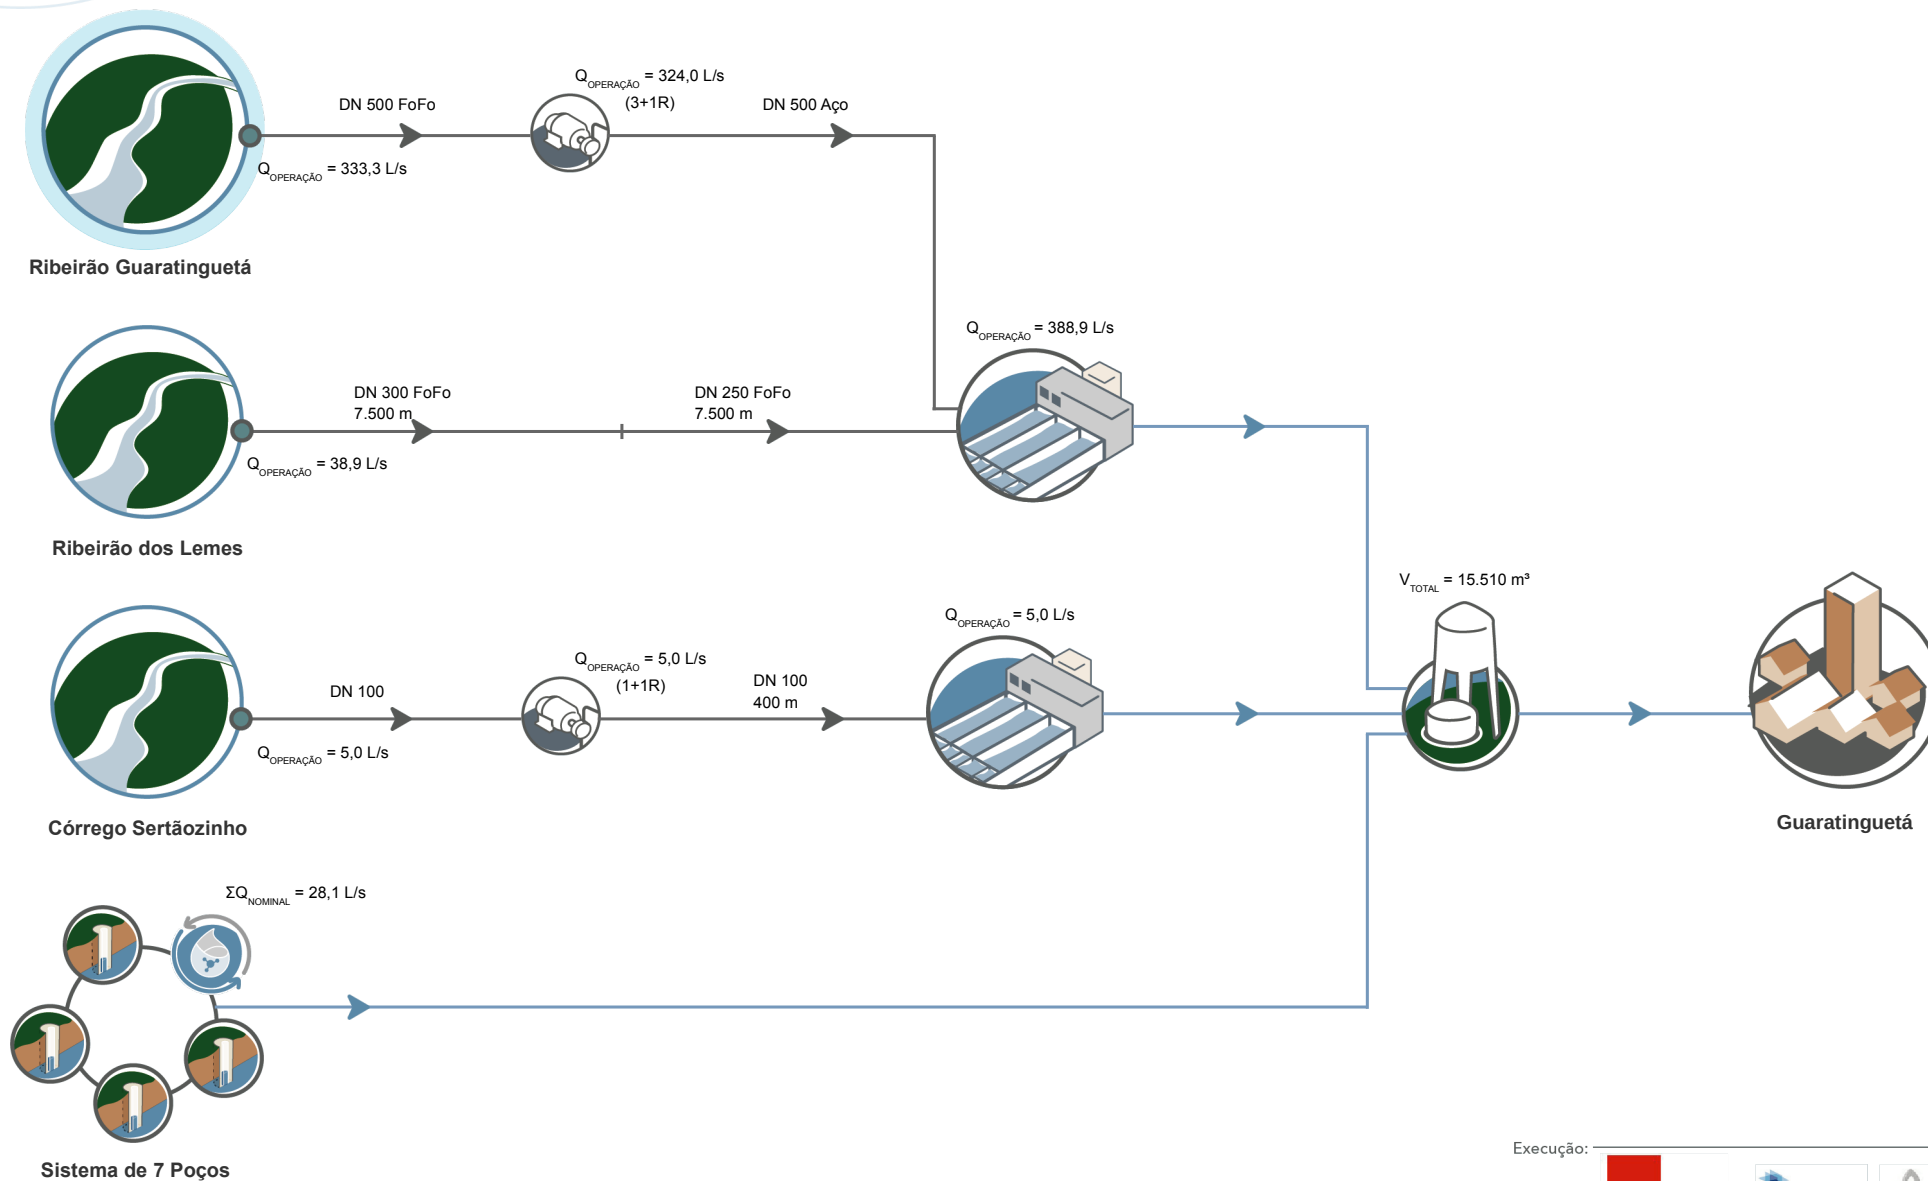 Q OPERAÇÃO = 324,0 L/s
(3+1R)
DN 500 FoFo
DN 500 Aço
Q OPERAÇÃO = 333,3 L/s
Ribeirão Guaratinguetá
Q OPERAÇÃO = 388,9 L/s
DN 300 FoFo
7.500 m
DN 250 FoFo
7.500 m
Q OPERAÇÃO = 38,9 L/s
Ribeirão dos Lemes
V TOTAL = 15.510 m³
Q OPERAÇÃO = 5,0 L/s
Q OPERAÇÃO = 5,0 L/s
(1+1R)
DN 100
DN 100
400 m
Q OPERAÇÃO = 5,0 L/s
Córrego Sertãozinho
Guaratinguetá
ΣQ NOMINAL = 28,1 L/s
Sistema de 7 Poços
Execução: